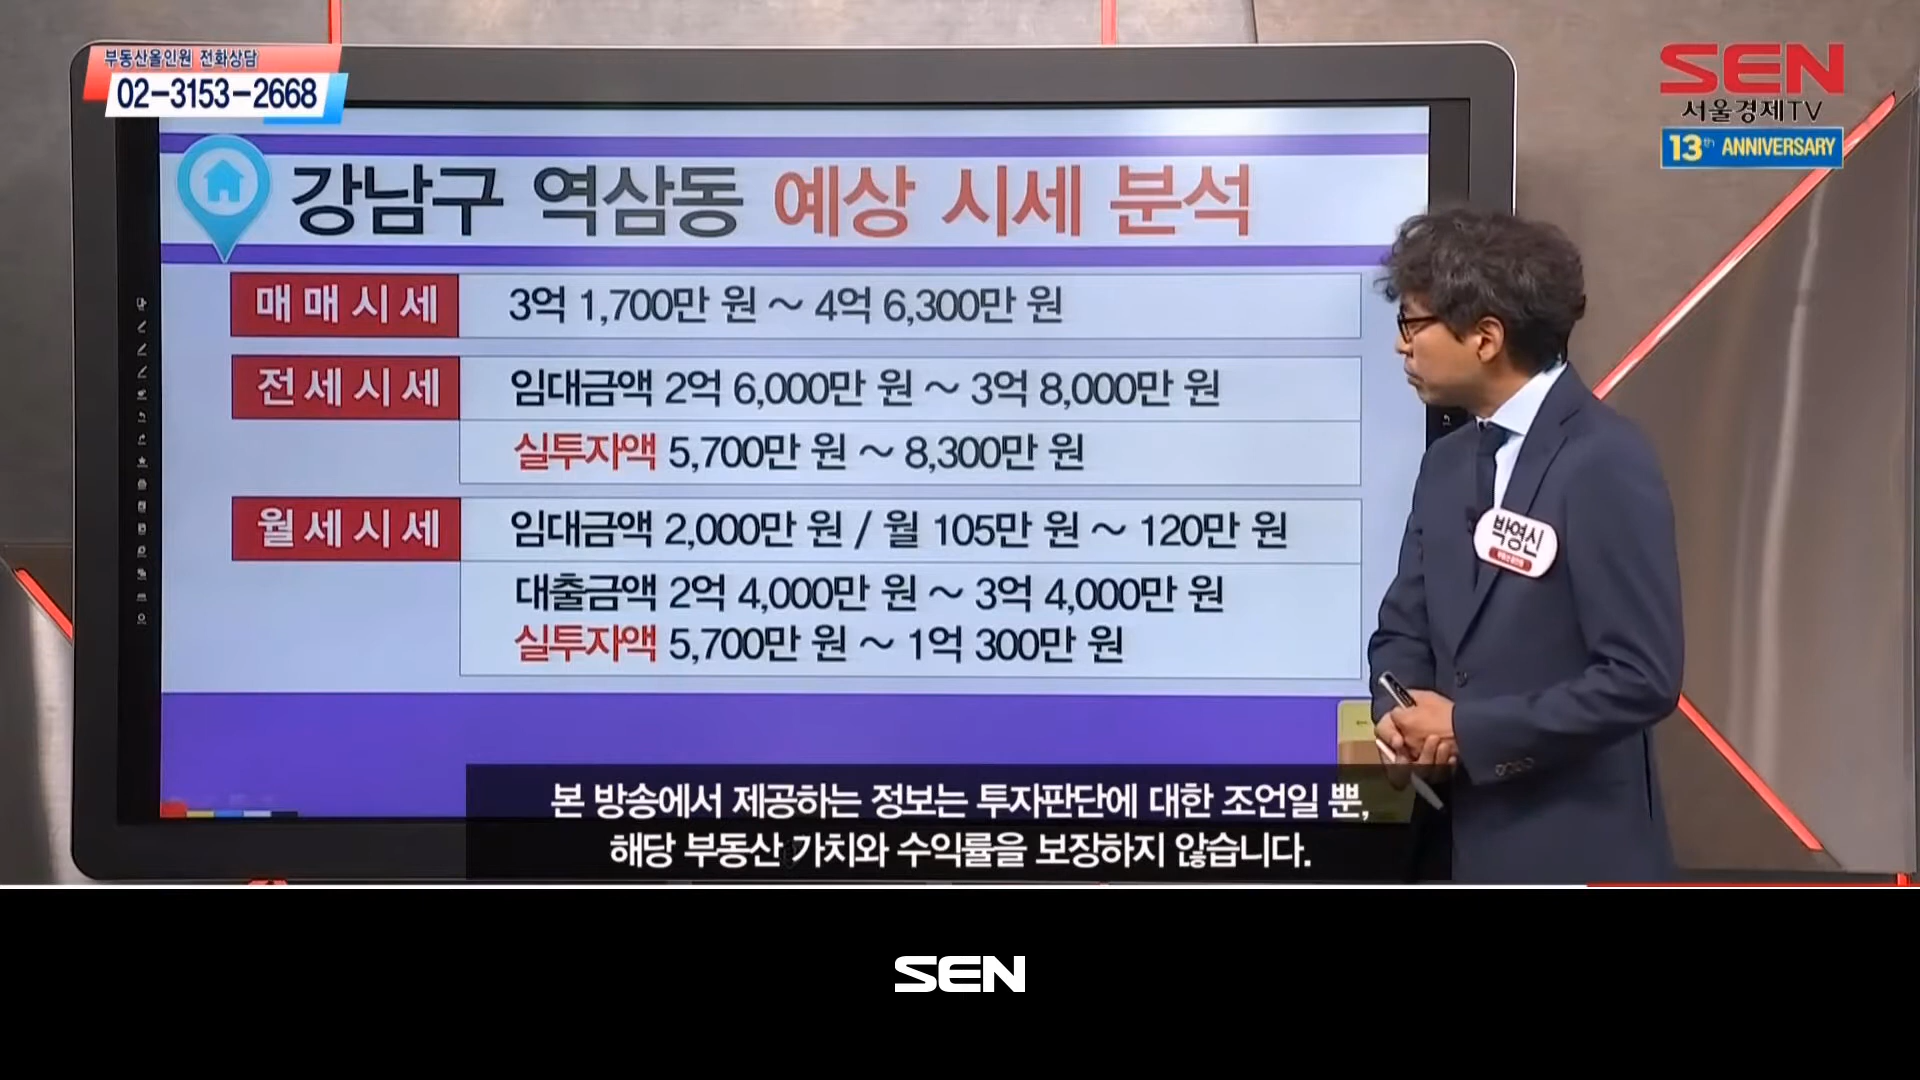 부동산올인원 전화상담
02-3153-2668
SEN
서울경제TV
13th ANNIVERSARY
강남구 역삼동 예상 시세 분석
매매시세 3억 1,700만 원 ~ 4억 6,300만 원
전세시세 임대금액 2억 6,000만 원 ~ 3억 8,000만 원
실투자액 5,700만 원 ~ 8,300만 원
월세시세 임대금액 2,000만 원 / 월 105만 원 ~ 120만 원
대출금액 2억 4,000만 원 ~ 3억 4,000만 원
실투자액 5,700만 원 ~ 1억 300만 원
박영신
본 방송에서 제공하는 정보는 투자판단에 대한 조언일 뿐,
해당 부동산 가치와 수익률을 보장하지 않습니다.
SEN